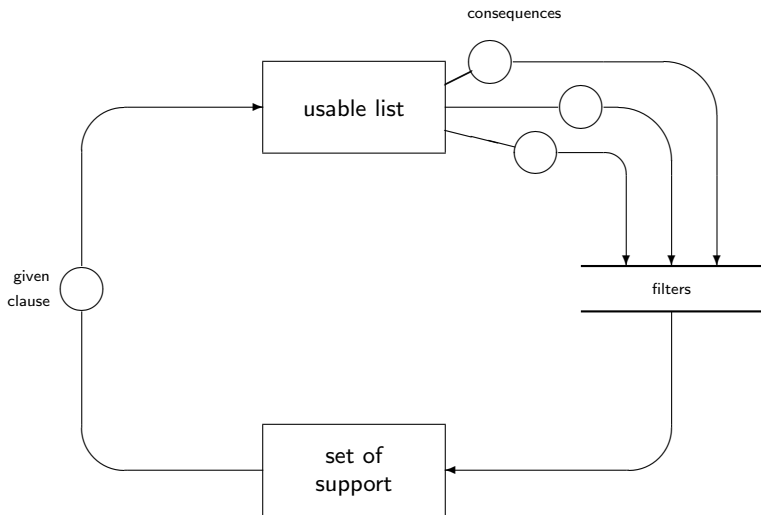 consequences
usable list
given
clause
filters
set of
support